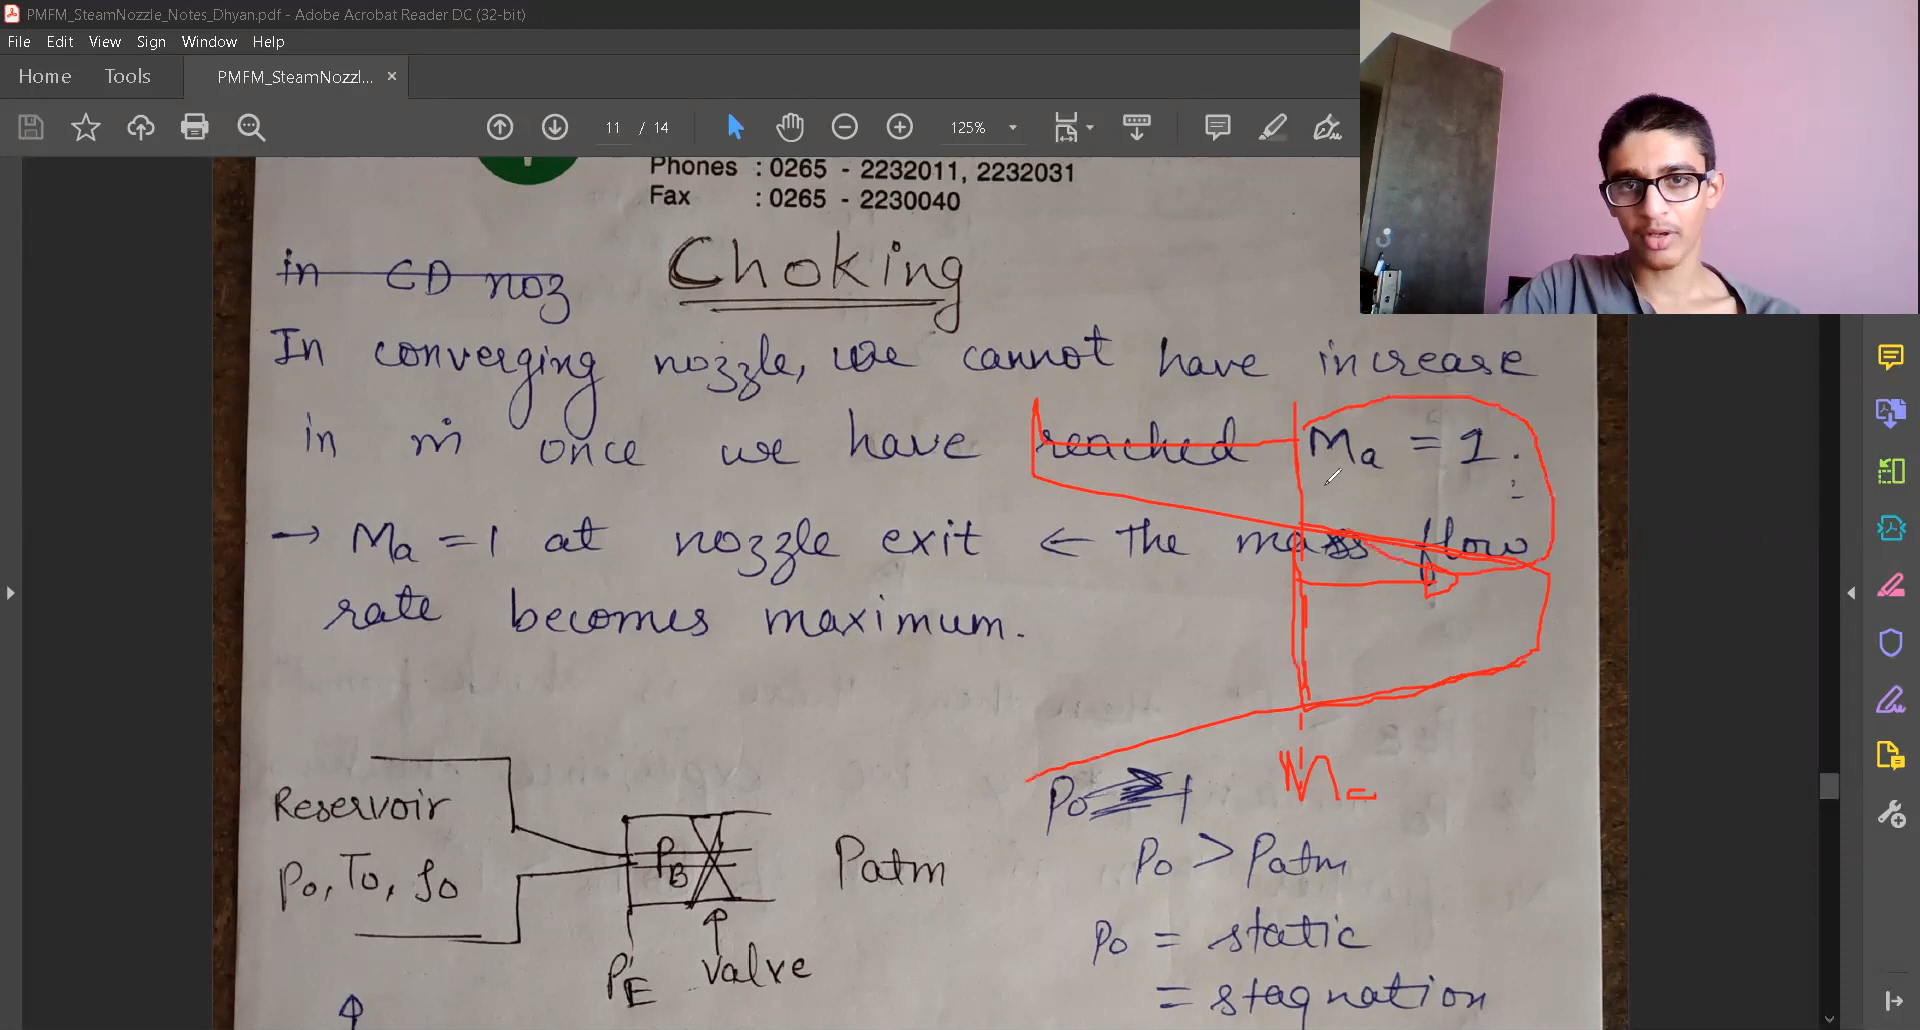 PMFM_SteamNozzle_Notes_Dhyan.pdf - Adobe Acrobat Reader DC (32-bit)
File Edit View Sign Window Help
Home Tools PMFM_SteamNozzl... ×
11 / 14 125%
Phones : 0265 - 2232011, 2232031
Fax : 0265 - 2230040
in CD noz
Choking
In converging nozzle, we cannot have increase
in ṁ once we have reached Ma = 1.
→ Ma = 1 at nozzle exit ← The mass flow
rate becomes maximum.
Reservoir
Po, To, ρo
PB
Patm
PE valve
Po
Po > Patm
Po = static
= stagnation